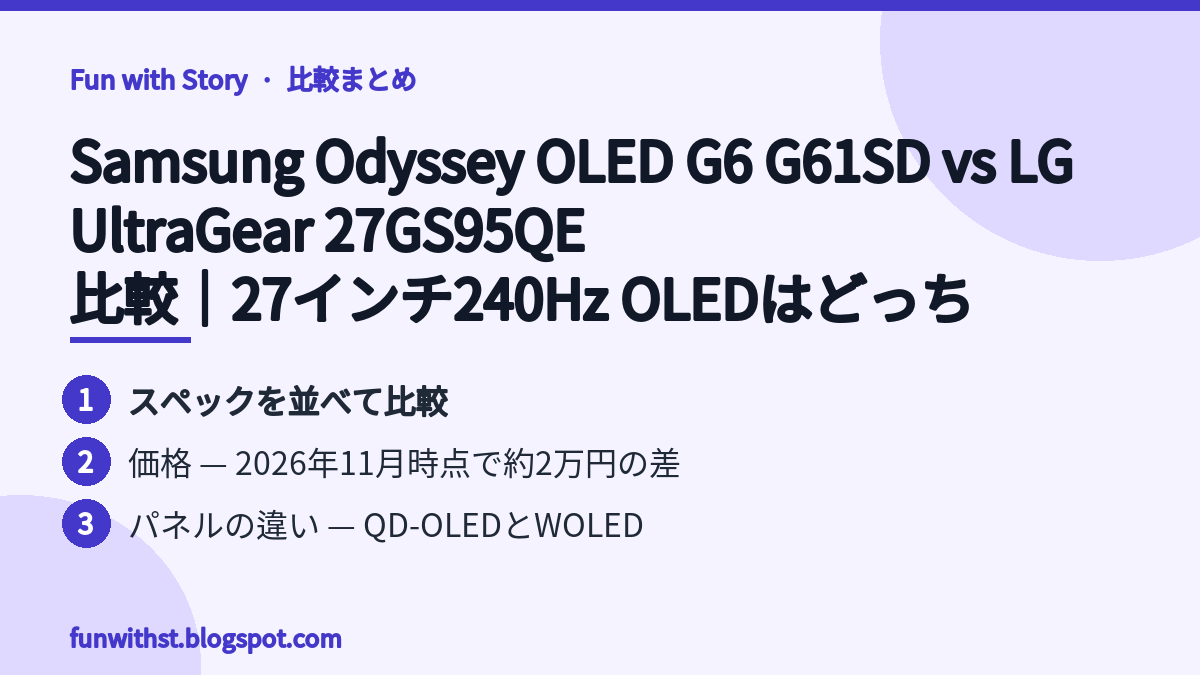 Fun with Story · 比較まとめ
Samsung Odyssey OLED G6 G61SD vs LG
UltraGear 27GS95QE
比較｜27インチ240Hz OLEDはどっち
1 スペックを並べて比較
2 価格 — 2026年11月時点で約2万円の差
3 パネルの違い — QD-OLEDとWOLED
funwithst.blogspot.com